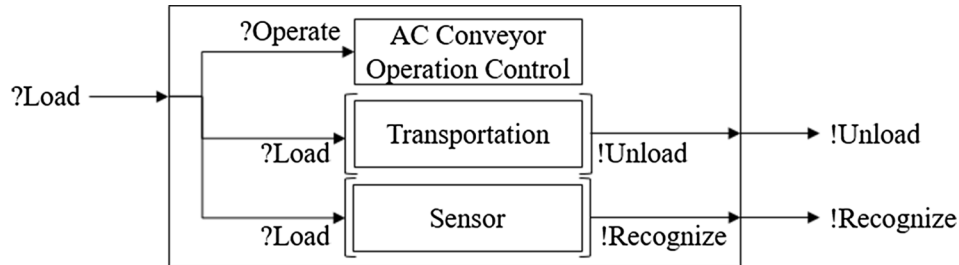 ?Operate
AC Conveyor
Operation Control
?Load
Transportation
?Load
!Unload
!Unload
Sensor
?Load
!Recognize
!Recognize